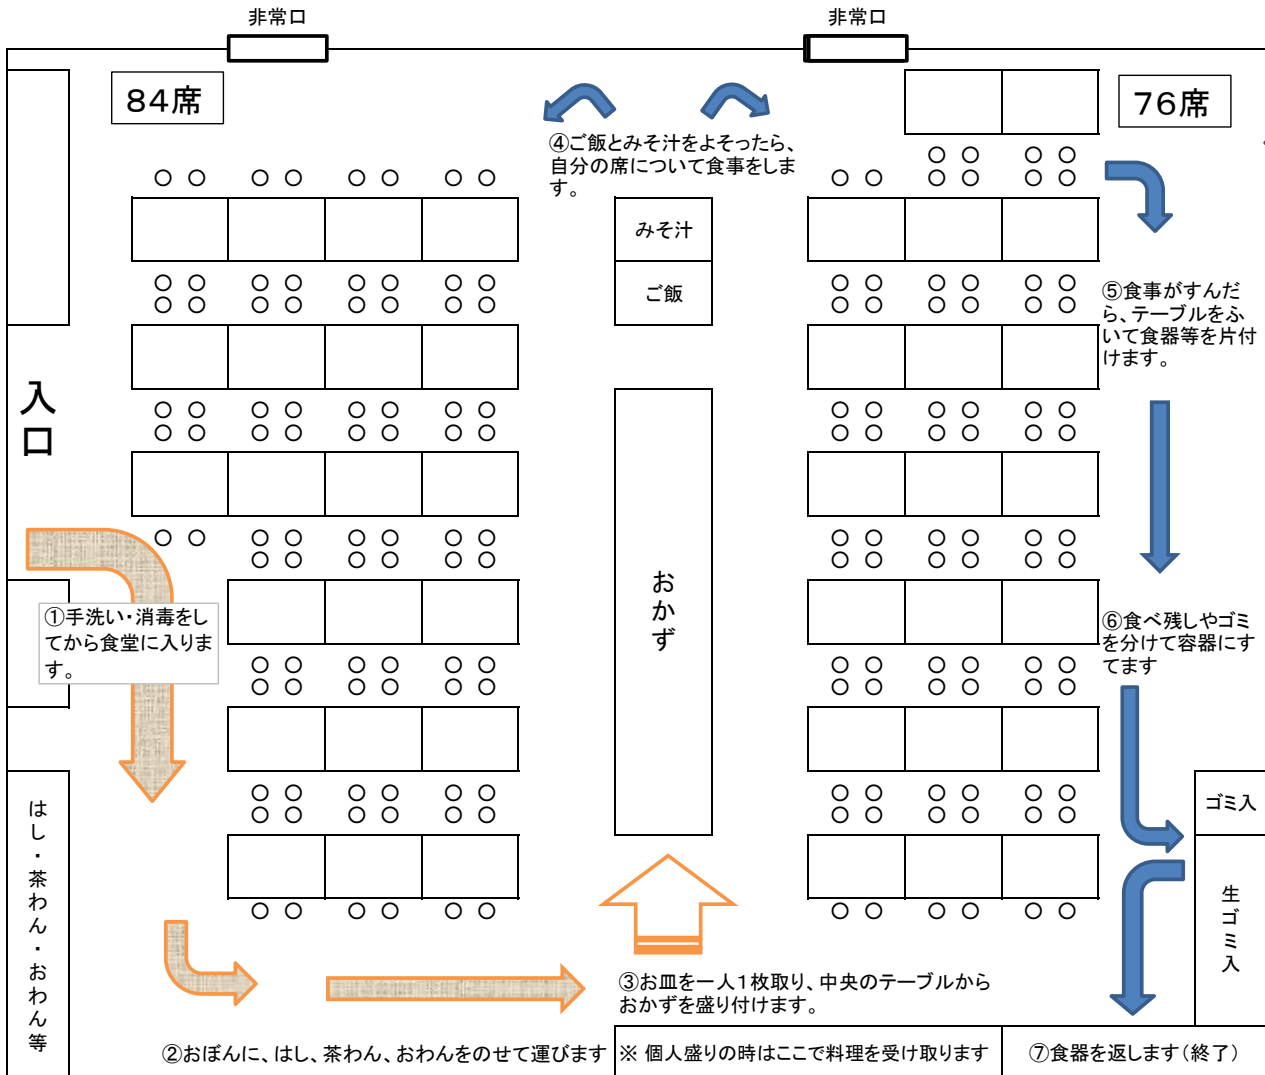 非常口
非常口
84席
76席
④ご飯とみそ汁をよそったら、
自分の席について食事をしま
す。
みそ汁
ご飯
⑤食事がすんだ
ら、テーブルをふ
いて食器等を片付
けます。
入口
おかず
①手洗い・消毒をし
てから食堂に入りま
す。
⑥食べ残しやゴミ
を分けて容器にす
てます
ゴミ入
はし・茶わん・おわん等
生ゴミ入
③お皿を一人1枚取り、中央のテーブルから
おかずを盛り付けます。
②おぼんに、はし、茶わん、おわんをのせて運びます
※ 個人盛りの時はここで料理を受け取ります
⑦食器を返します(終了)